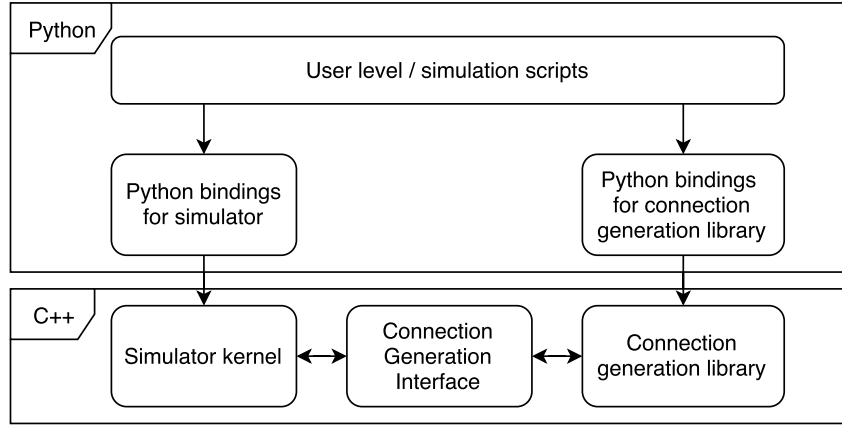 Python
User level / simulation scripts
Python bindings
for simulator
Python bindings
for connection
generation library
C++
Simulator kernel
Connection
Generation
Interface
Connection
generation library